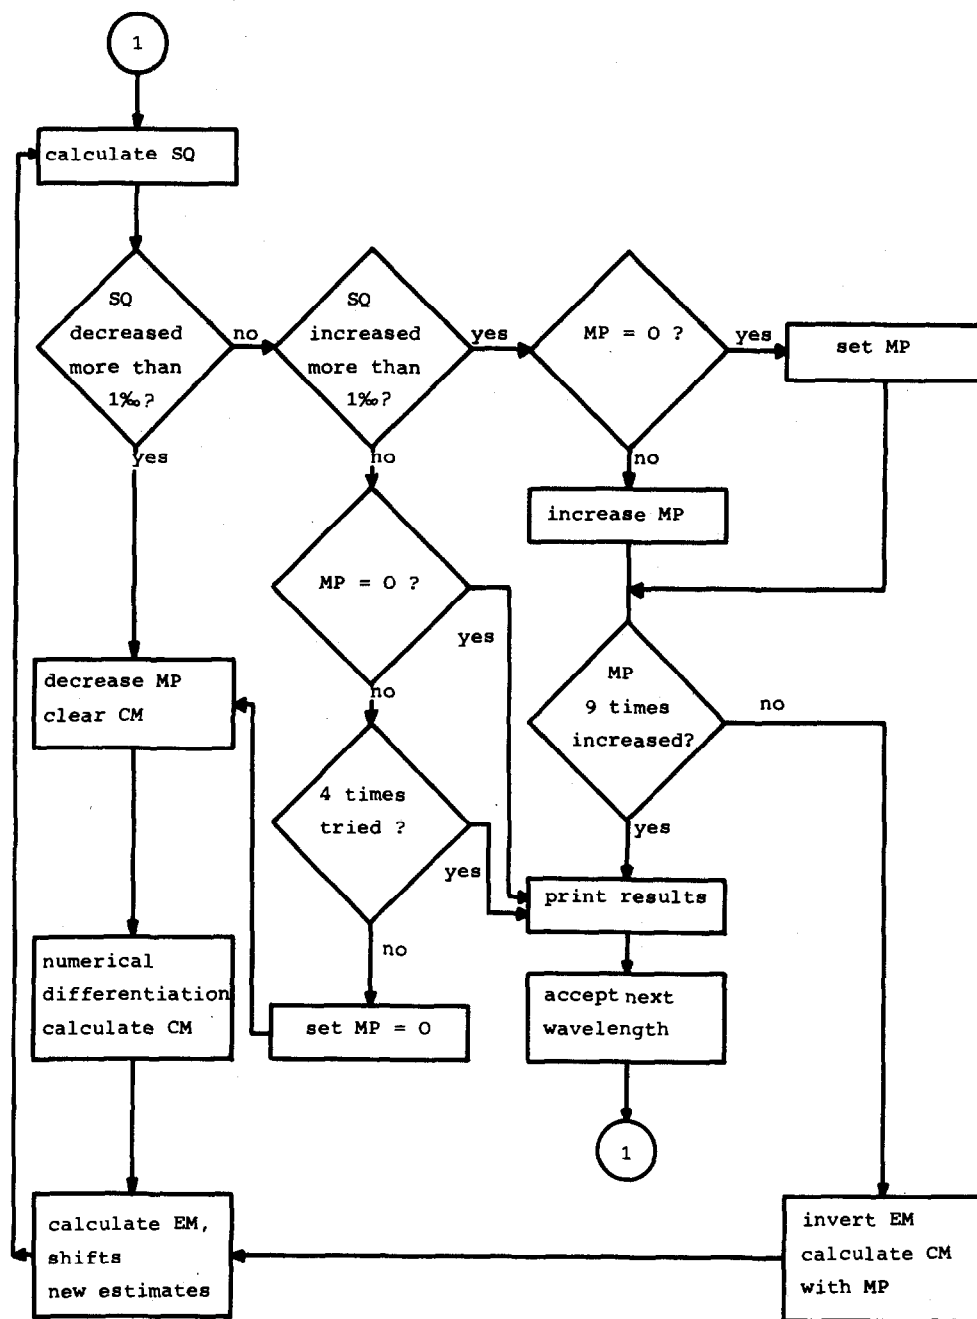 1
calculate SQ
SQ
decreased
more than
1‰?
no
yes
SQ
increased
more than
1‰?
yes
no
MP = O ?
yes
no
set MP
increase MP
MP = O ?
yes
no
MP
9 times
increased?
no
yes
decrease MP
clear CM
4 times
tried ?
yes
no
print results
numerical
differentiation
calculate CM
set MP = O
accept next
wavelength
1
calculate EM,
shifts
new estimates
invert EM
calculate CM
with MP